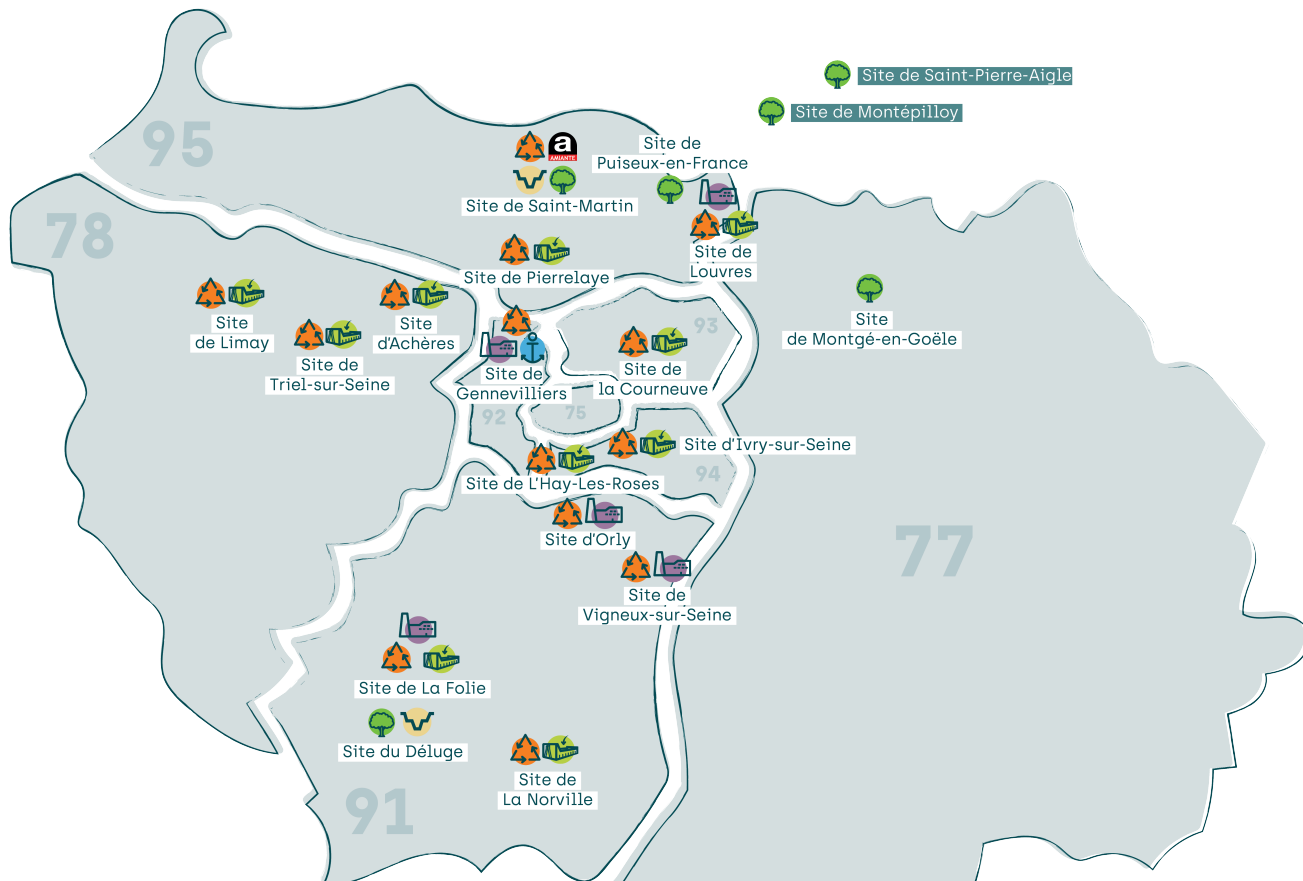 Site de Saint-Pierre-Aigle
Site de Montépilloy
95
a
AMIANTE
Site de
Puiseux-en-France
Site de Saint-Martin
78
Site de Pierrelaye
Site de
Louvres
Site
de Limay
Site
d'Achères
Site de
Triel-sur-Seine
93
Site
de Montgé-en-Goële
Site de
Gennevilliers
Site de
la Courneuve
92
75
Site d'Ivry-sur-Seine
94
Site de L'Hay-Les-Roses
Site d'Orly
77
Site de
Vigneux-sur-Seine
Site de La Folie
Site du Déluge
Site de
La Norville
91